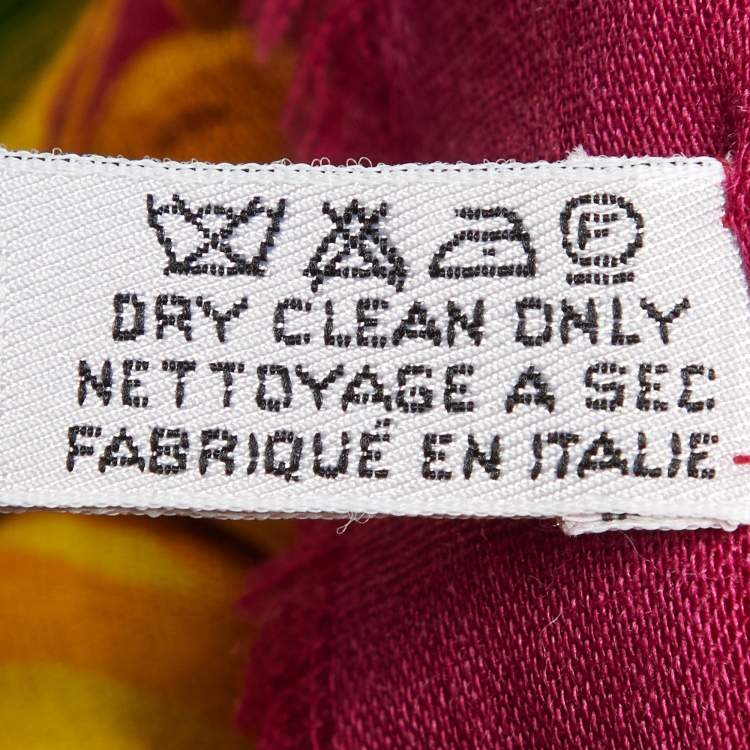 F
DRY CLEAN ONLY
NETTOYAGE A SEC
FABRIQUÉ EN ITALIE